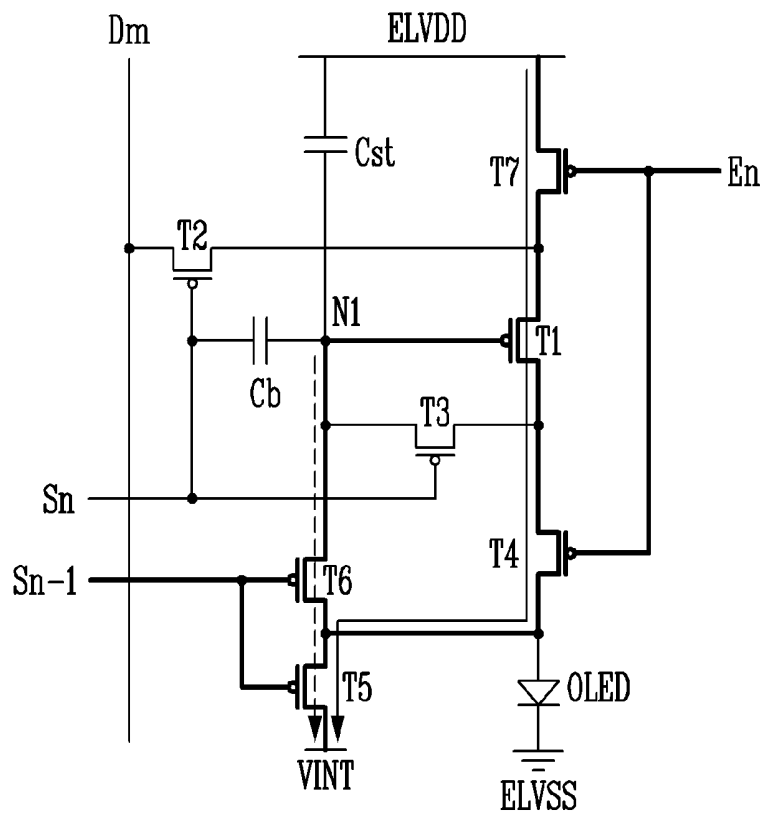 Dm
ELVDD
Cst
T7
En
T2
N1
T1
Cb
T3
Sn
T4
Sn-1
T6
T5
OLED
VINT
ELVSS